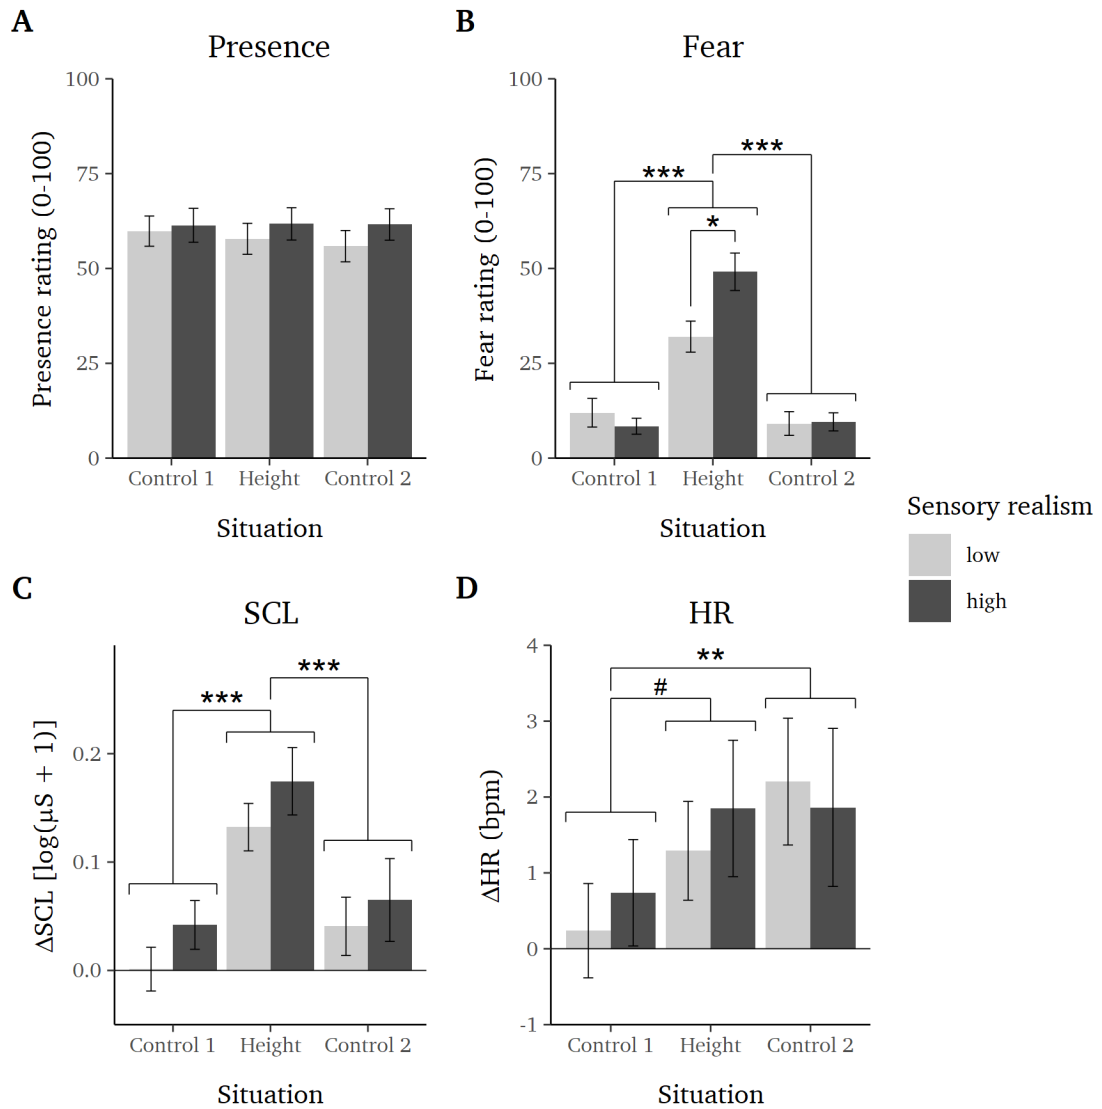 A
Presence
100
75
50
25
0
Presence rating (0-100)
Control 1 Height Control 2
Situation
B
Fear
100
75
50
25
0
Fear rating (0-100)
***
***
*
Control 1 Height Control 2
Situation
Sensory realism
low
high
C
SCL
0.2
0.1
0.0
ΔSCL [log(μS + 1)]
***
***
Control 1 Height Control 2
Situation
D
HR
4
3
2
1
0
-1
ΔHR (bpm)
**
#
Control 1 Height Control 2
Situation